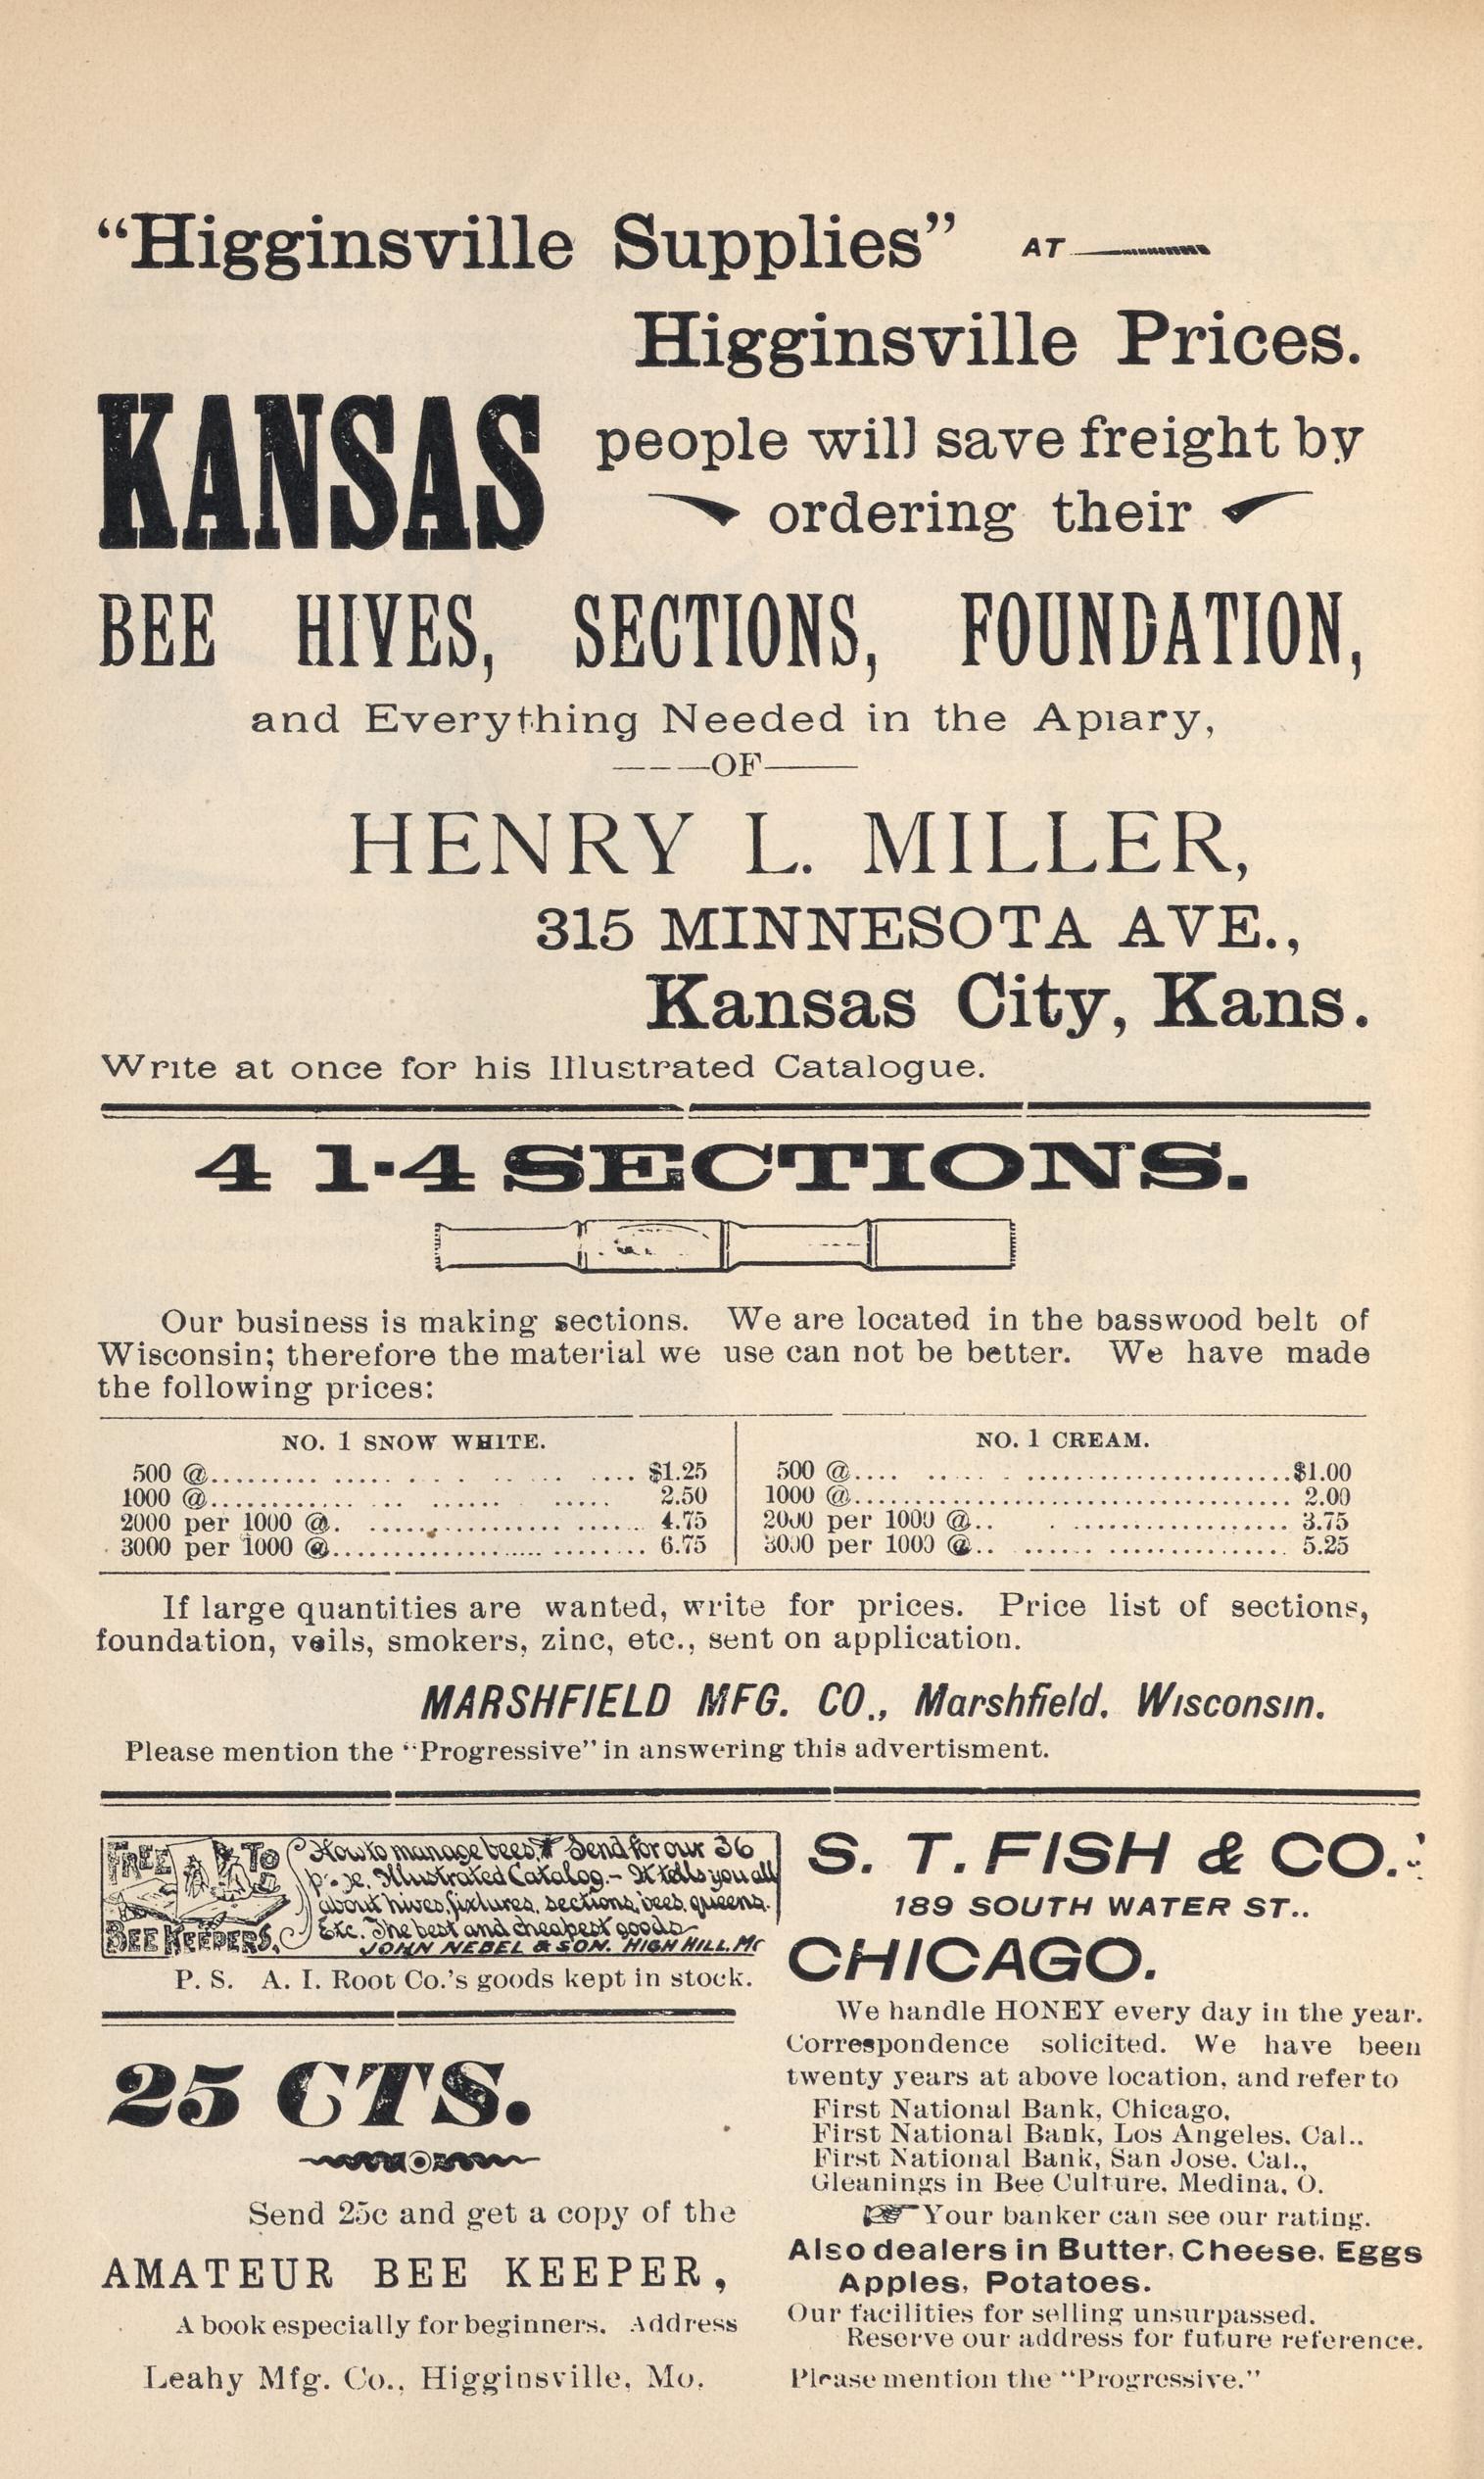 “Higginsville Supplies” AT
Higginsville Prices.
KANSAS people will save freight by
ordering their
BEE HIVES, SECTIONS, FOUNDATION,
and Everything Needed in the Apiary,
———OF———
HENRY L. MILLER,
315 MINNESOTA AVE.,
Kansas City, Kans.
Write at once for his Illustrated Catalogue.
4 1-4 SECTIONS.
Our business is making sections. We are located in the basswood belt of
Wisconsin; therefore the material we use can not be better. We have made
the following prices:
NO. 1 SNOW WHITE.
500 @.................... $1.25
1000 @.................... 2.50
2000 per 1000 @.................... 4.75
3000 per 1000 @.................... 6.75
NO. 1 CREAM.
500 @.................... $1.00
1000 @.................... 2.00
2000 per 1000 @.................... 3.75
3000 per 1000 @.................... 5.25
If large quantities are wanted, write for prices. Price list of sections,
foundation, veils, smokers, zinc, etc., sent on application.
MARSHFIELD MFG. CO., Marshfield, Wisconsin.
Please mention the “Progressive” in answering this advertisment.
FREE TO
BEE KEEPERS.
How to manage bees. Send for our 36
Illustrated Catalog.– It tells you all
about hives, fixtures, sections, bees, queens.
Etc. The best and cheapest goods
JOHN NEBEL & SON. HIGH HILL. Mo
P. S. A. I. Root Co.’s goods kept in stock.
25 CTS.
Send 25c and get a copy of the
AMATEUR BEE KEEPER,
A book especially for beginners. Address
Leahy Mfg. Co., Higginsville, Mo.
S. T. FISH & CO.
189 SOUTH WATER ST..
CHICAGO.
We handle HONEY every day in the year.
Correspondence solicited. We have been
twenty years at above location, and refer to
First National Bank, Chicago,
First National Bank, Los Angeles, Cal..
First National Bank, San Jose, Cal.,
Gleanings in Bee Culture, Medina, O.
☞ Your banker can see our rating.
Also dealers in Butter, Cheese, Eggs
Apples, Potatoes.
Our facilities for selling unsurpassed.
Reserve our address for future reference.
Please mention the “Progressive.”